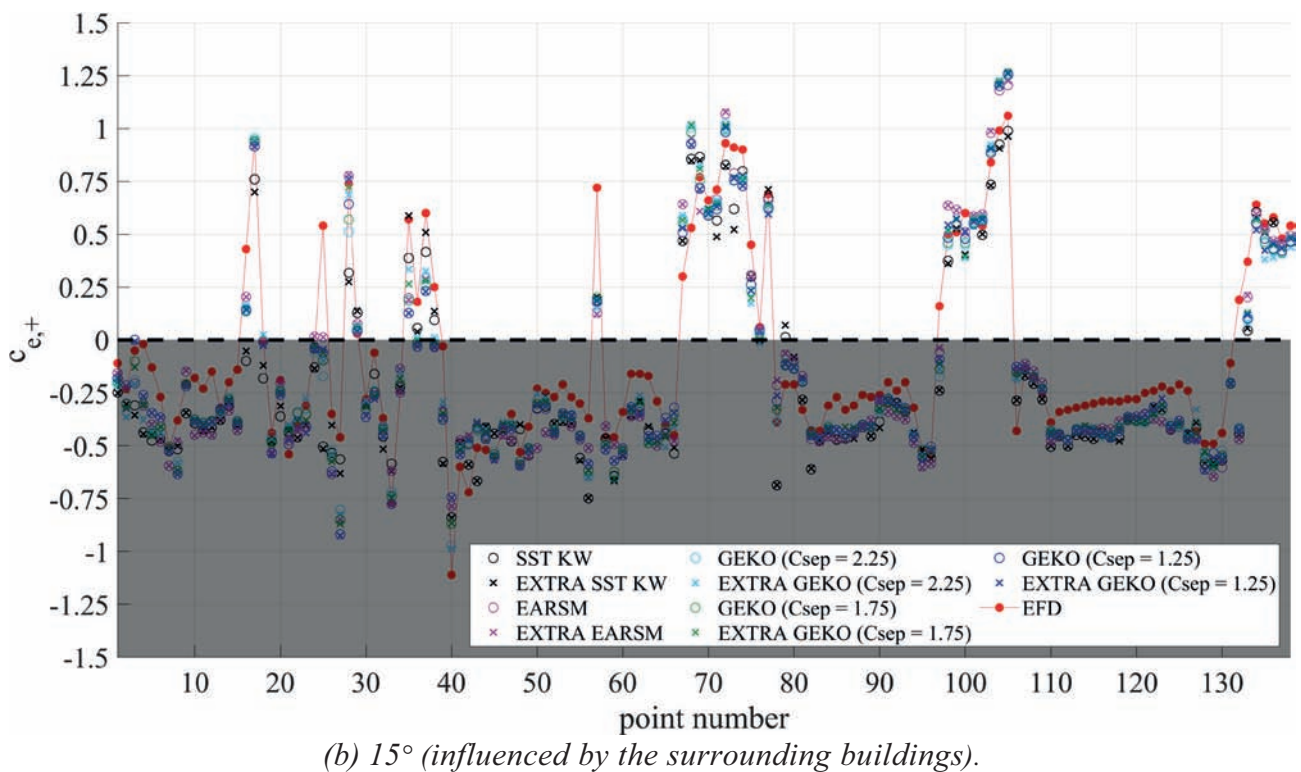 1.5
1.25
1
0.75
0.5
0.25
0
-0.25
-0.5
-0.75
-1
-1.25
-1.5
c e,+
SST KW GEKO (Csep = 2.25) GEKO (Csep = 1.25)
EXTRA SST KW EXTRA GEKO (Csep = 2.25) EXTRA GEKO (Csep = 1.25)
EARSM GEKO (Csep = 1.75) EFD
EXTRA EARSM EXTRA GEKO (Csep = 1.75)
10 20 30 40 50 60 70 80 90 100 110 120 130
point number
(b) 15° (influenced by the surrounding buildings).